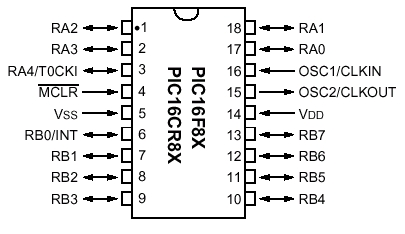 RA2 1 18 RA1
RA3 2 17 RA0
RA4/T0CKI 3 16 OSC1/CLKIN
MCLR 4 15 OSC2/CLKOUT
VSS 5 14 VDD
RB0/INT 6 13 RB7
RB1 7 12 RB6
RB2 8 11 RB5
RB3 9 10 RB4
PIC16F8X
PIC16CR8X